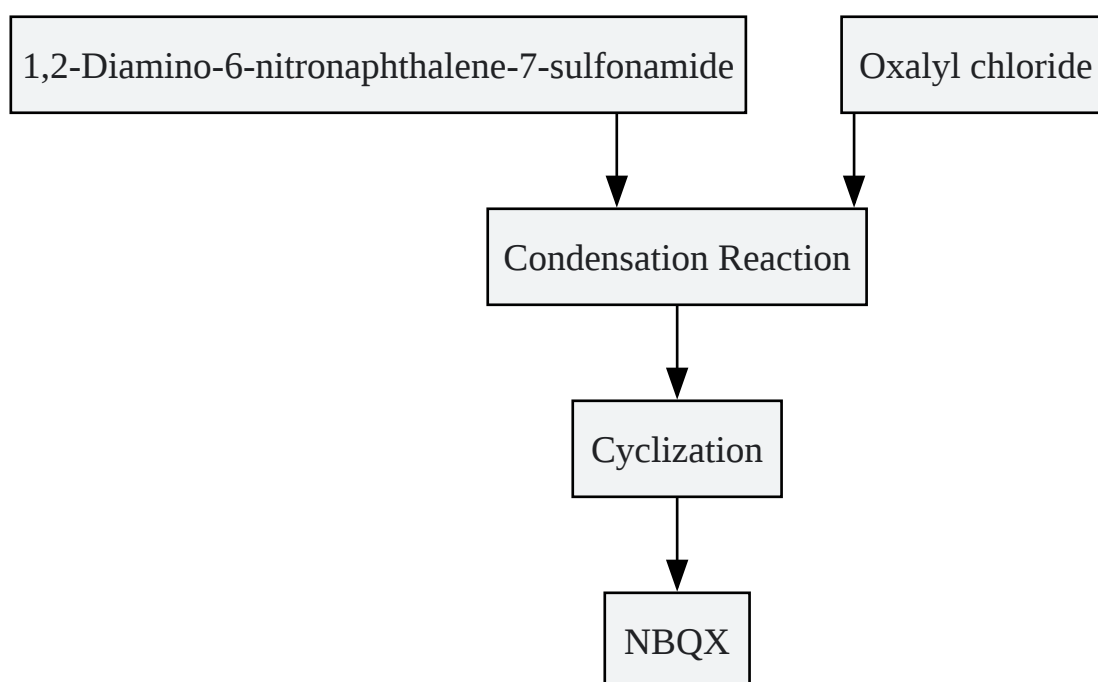 1,2-Diamino-6-nitronaphthalene-7-sulfonamide
Oxalyl chloride
Condensation Reaction
Cyclization
NBQX